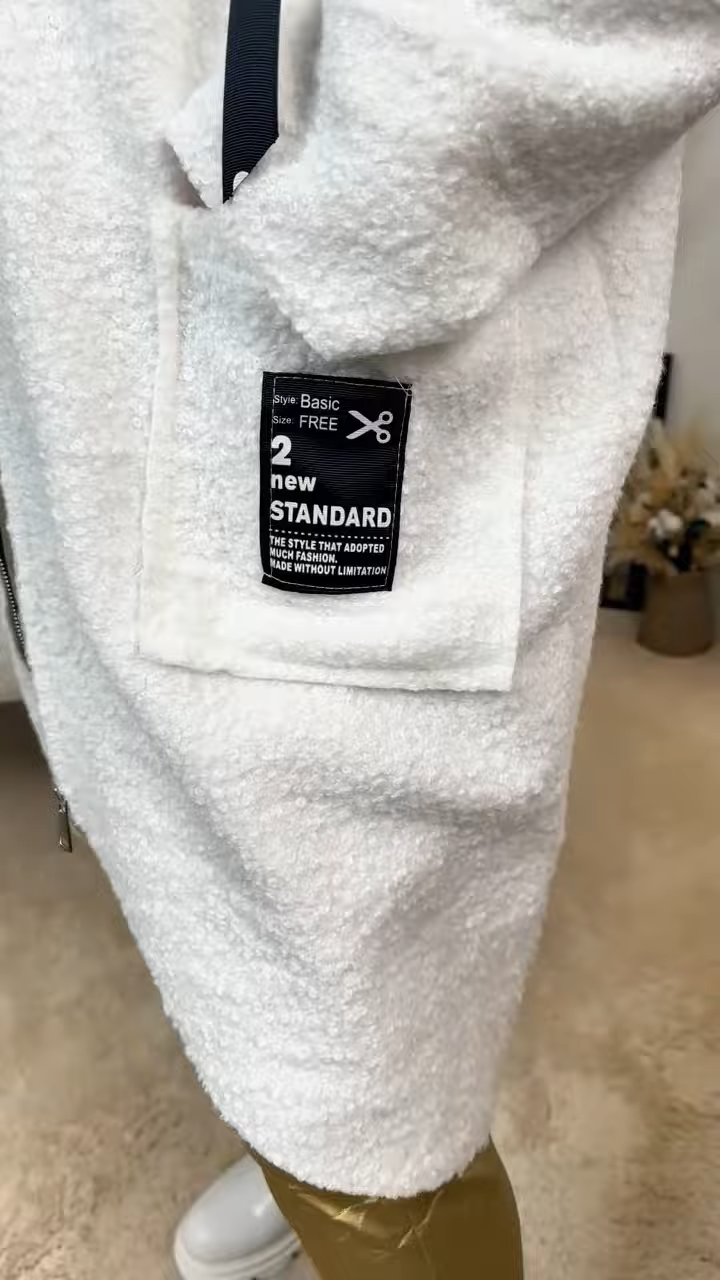 Style: Basic
Size: FREE
2
new
STANDARD
THE STYLE THAT ADOPTED
MUCH FASHION.
MADE WITHOUT LIMITATION